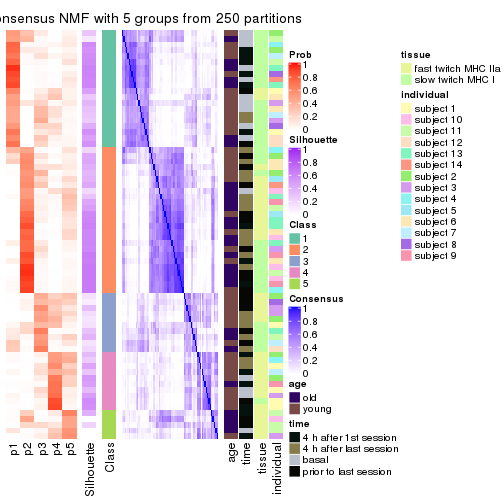 onsensus NMF with 5 groups from 250 partitions
Prob
1
0.8
0.6
0.4
0.2
0
Silhouette
1
0.8
0.6
0.4
0.2
0
Class
1
2
3
4
5
Consensus
1
0.8
0.6
0.4
0.2
0
age
old
young
time
4 h after 1st session
4 h after last session
basal
prior to last session
tissue
fast twitch MHC IIa
slow twitch MHC I
individual
subject 1
subject 10
subject 11
subject 12
subject 13
subject 14
subject 2
subject 3
subject 4
subject 5
subject 6
subject 7
subject 8
subject 9
p1
p2
p3
p4
p5
Silhouette
Class
age
time
tissue
individual